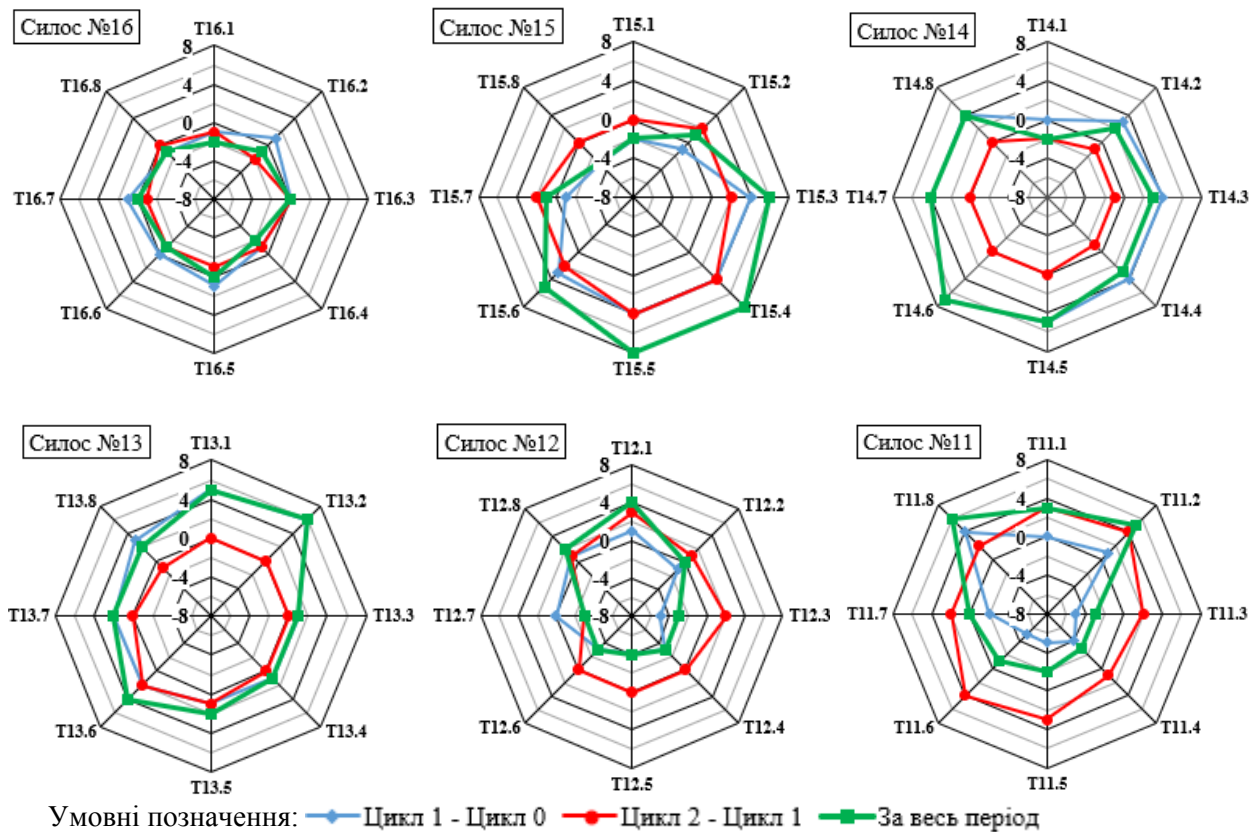 Силос №16
T16.1
T16.2
T16.3
T16.4
T16.5
T16.6
T16.7
T16.8
8
4
0
-4
-8
Силос №15
T15.1
T15.2
T15.3
T15.4
T15.5
T15.6
T15.7
T15.8
8
4
0
-4
-8
Силос №14
T14.1
T14.2
T14.3
T14.4
T14.5
T14.6
T14.7
T14.8
8
4
0
-4
-8
Силос №13
T13.1
T13.2
T13.3
T13.4
T13.5
T13.6
T13.7
T13.8
8
4
0
-4
-8
Силос №12
T12.1
T12.2
T12.3
T12.4
T12.5
T12.6
T12.7
T12.8
8
4
0
-4
-8
Силос №11
T11.1
T11.2
T11.3
T11.4
T11.5
T11.6
T11.7
T11.8
8
4
0
-4
-8
Умовні позначення: Цикл 1 - Цикл 0 Цикл 2 - Цикл 1 За весь період